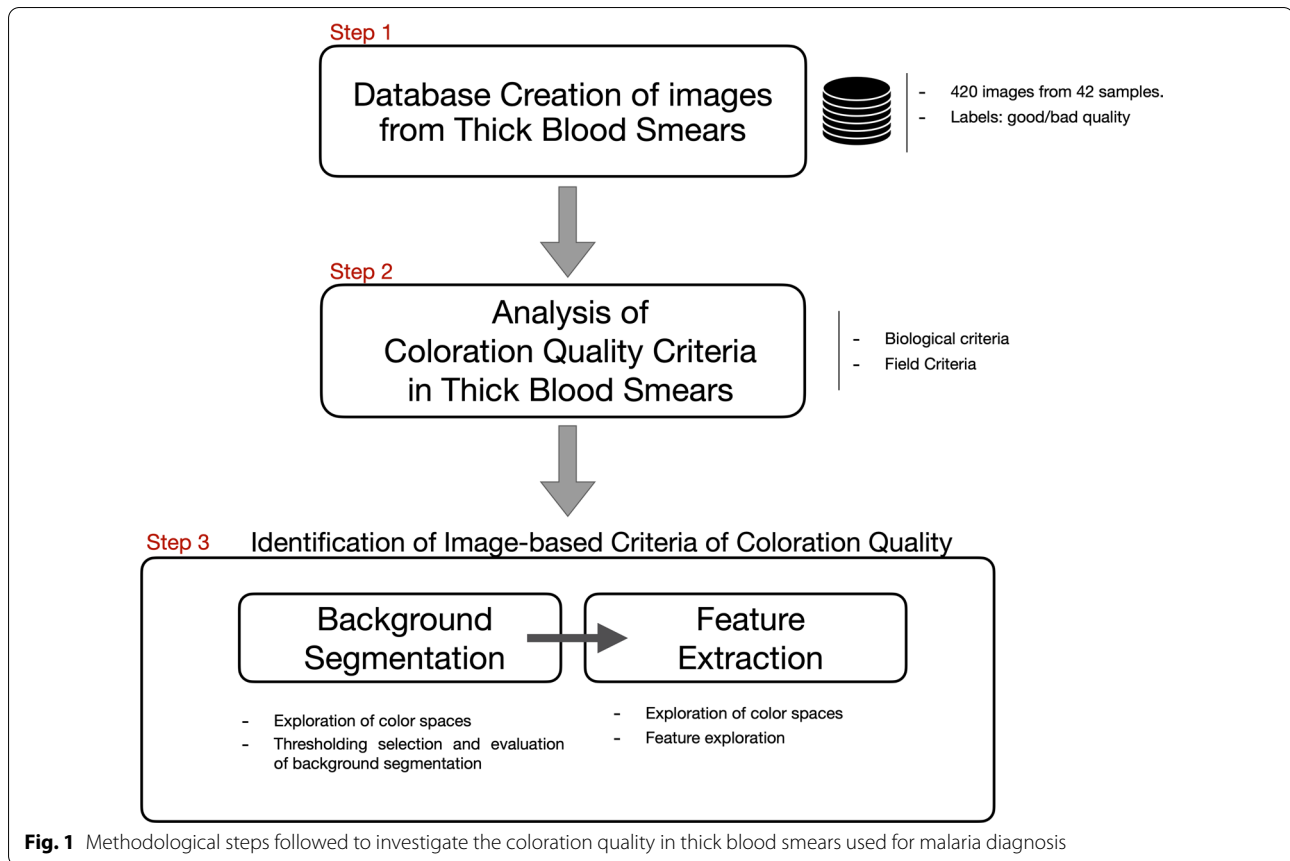 Step 1
Database Creation of images
from Thick Blood Smears
- 420 images from 42 samples.
- Labels: good/bad quality
Step 2
Analysis of
Coloration Quality Criteria
in Thick Blood Smears
- Biological criteria
- Field Criteria
Step 3 Identification of Image-based Criteria of Coloration Quality
Background
Segmentation
- Exploration of color spaces
- Thresholding selection and evaluation
of background segmentation
Feature
Extraction
- Exploration of color spaces
- Feature exploration
Fig. 1 Methodological steps followed to investigate the coloration quality in thick blood smears used for malaria diagnosis